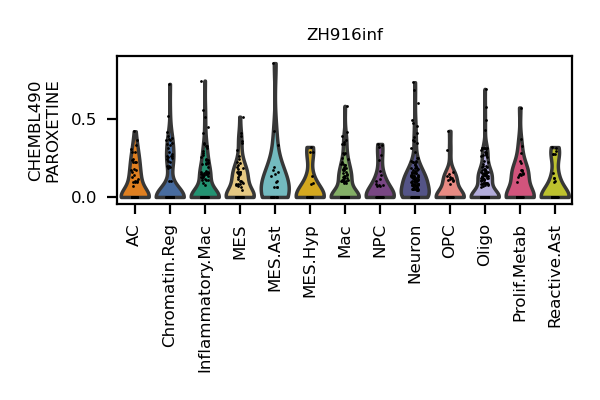 ZH916inf
CHEMBL490
PAROXETINE
0.5
0.0
AC
Chromatin.Reg
Inflammatory.Mac
MES
MES.Ast
MES.Hyp
Mac
NPC
Neuron
OPC
Oligo
Prolif.Metab
Reactive.Ast